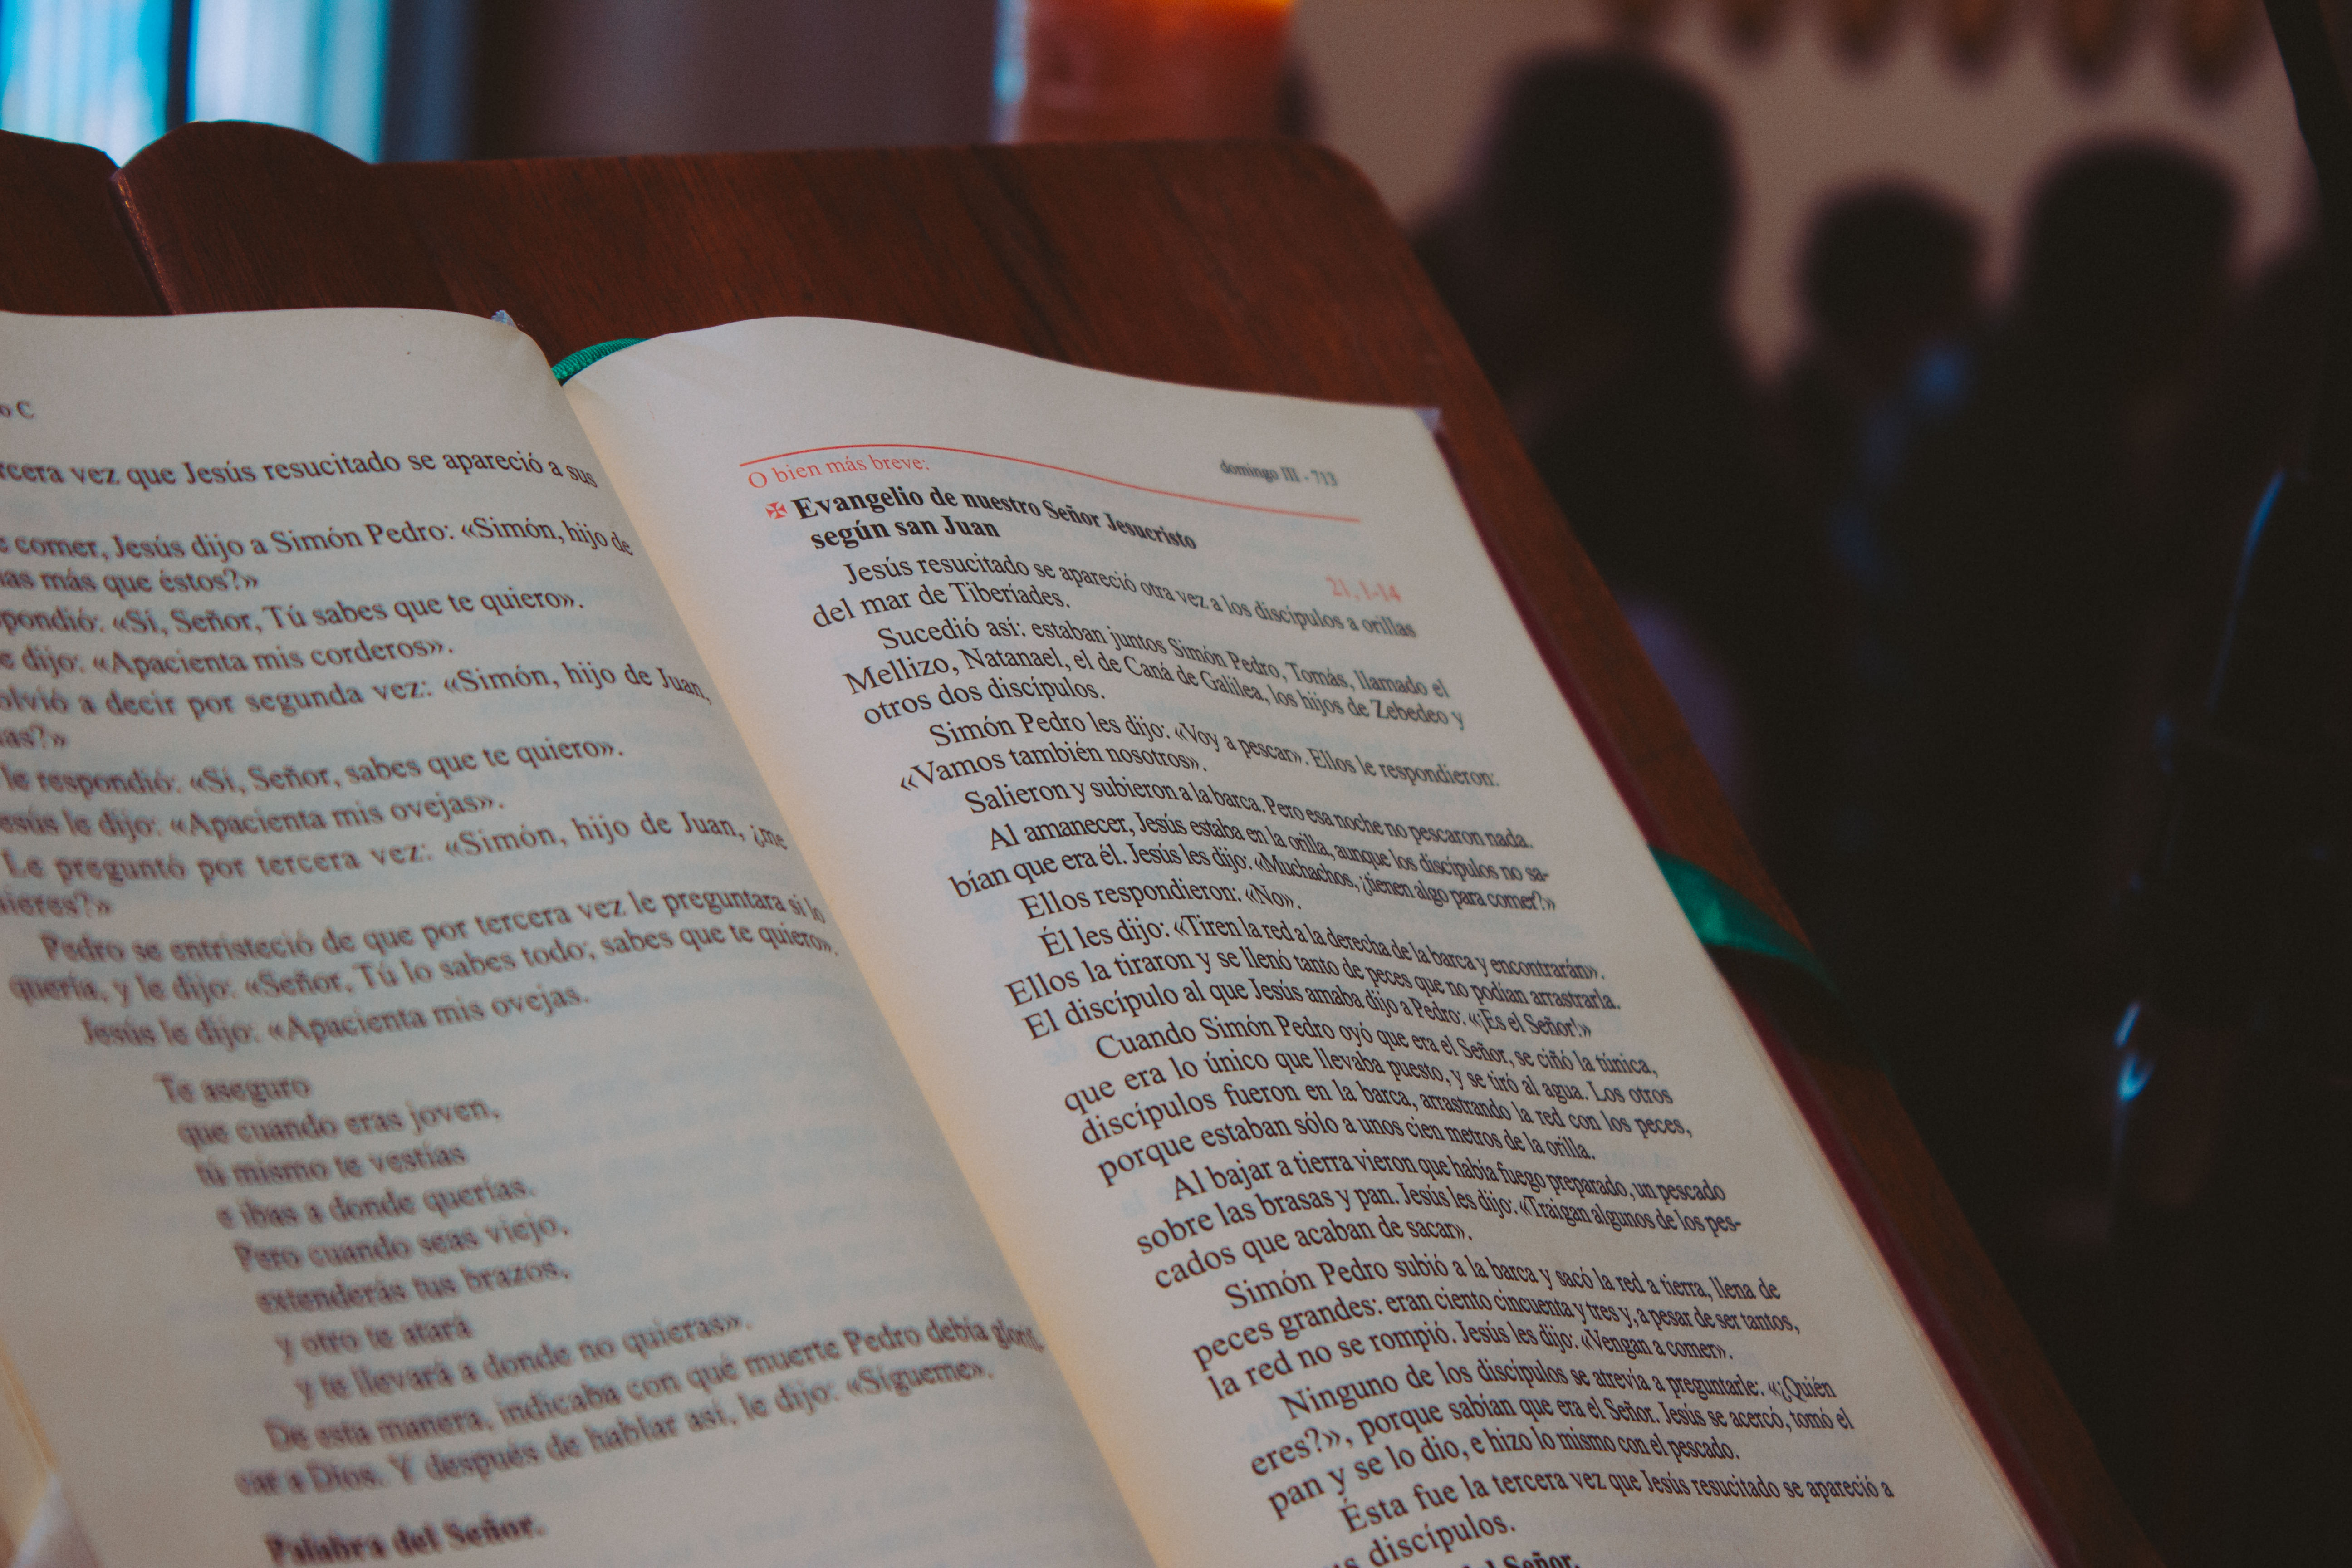 o C
rcera vez que Jesús resucitado se apareció a sus
e comer, Jesús dijo a Simón Pedro: «Simón, hijo de
nas más que éstos?»
pondió: «Sí, Señor, Tú sabes que te quiero».
e dijo: «Apacienta mis corderos».
olvió a decir por segunda vez: «Simón, hijo de Juan,
nas?»
le respondió: «Sí, Señor, sabes que te quiero».
esús le dijo: «Apacienta mis ovejas».
Le preguntó por tercera vez: «Simón, hijo de Juan, ¿me
uieres?»
Pedro se entristeció de que por tercera vez le preguntara si lo
quería, y le dijo: «Señor, Tú lo sabes todo; sabes que te quiero».
Jesús le dijo: «Apacienta mis ovejas.
Te aseguro
que cuando eras joven,
tú mismo te vestías
e ibas a donde querías.
Pero cuando seas viejo,
extenderás tus brazos,
y otro te atará
y te llevará a donde no quieras».
De esta manera, indicaba con qué muerte Pedro debía glorifi-
car a Dios. Y después de hablar así, le dijo: «Sígueme».
Palabra del Señor.
domingo III - 713
O bien más breve:
✠ Evangelio de nuestro Señor Jesucristo
según san Juan
21, 1-14
Jesús resucitado se apareció otra vez a los discípulos a orillas
del mar de Tiberíades.
Sucedió así: estaban juntos Simón Pedro, Tomás, llamado el
Mellizo, Natanael, el de Caná de Galilea, los hijos de Zebedeo y
otros dos discípulos.
Simón Pedro les dijo: «Voy a pescar». Ellos le respondieron:
«Vamos también nosotros».
Salieron y subieron a la barca. Pero esa noche no pescaron nada.
Al amanecer, Jesús estaba en la orilla, aunque los discípulos no sa-
bían que era él. Jesús les dijo: «Muchachos, ¿tienen algo para comer?»
Ellos respondieron: «No».
Él les dijo: «Tiren la red a la derecha de la barca y encontrarán».
Ellos la tiraron y se llenó tanto de peces que no podían arrastrarla.
El discípulo al que Jesús amaba dijo a Pedro: «¡Es el Señor!»
Cuando Simón Pedro oyó que era el Señor, se ciñó la túnica,
que era lo único que llevaba puesto, y se tiró al agua. Los otros
discípulos fueron en la barca, arrastrando la red con los peces,
porque estaban sólo a unos cien metros de la orilla.
Al bajar a tierra vieron que había fuego preparado, un pescado
sobre las brasas y pan. Jesús les dijo: «Traigan algunos de los pes-
cados que acaban de sacar».
Simón Pedro subió a la barca y sacó la red a tierra, llena de
peces grandes: eran ciento cincuenta y tres y, a pesar de ser tantos,
la red no se rompió. Jesús les dijo: «Vengan a comer».
Ninguno de los discípulos se atrevía a preguntarle: «¿Quién
eres?», porque sabían que era el Señor. Jesús se acercó, tomó el
pan y se lo dio, e hizo lo mismo con el pescado.
Ésta fue la tercera vez que Jesús resucitado se apareció a
us discípulos.
el Señor.